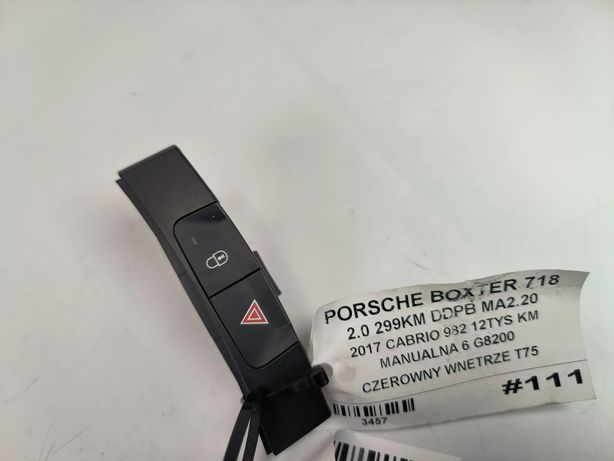 PORSCHE BOXTER 718
2.0 299KM DDPB MA2.20
2017 CABRIO 982 12TYS KM
MANUALNA 6 G8200
CZEROWNY WNETRZE T75
#111
3457